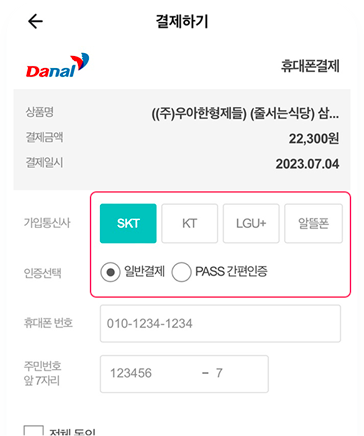 결제하기
Danal 휴대폰결제
상품명 ((주)우아한형제들) (줄서는식당) 삼...
결제금액 22,300원
결제일시 2023.07.04
가입통신사 SKT KT LGU+ 알뜰폰
인증선택 일반결제 PASS 간편인증
휴대폰 번호 010-1234-1234
주민번호
앞 7자리 123456 - 7
전체 동의